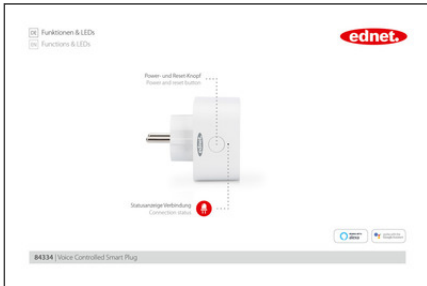 DE Funktionen & LEDs
EN Functions & LEDs
ednet.
Power- und Reset-Knopf
Power and reset button
ednet.
Statusanzeige Verbindung
Connection status
alexa
84334 | Voice Controlled Smart Plug